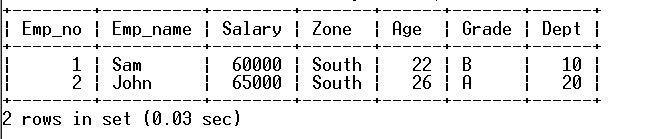 +--------+----------+--------+-------+------+-------+------+
| Emp_no | Emp_name | Salary | Zone  | Age  | Grade | Dept |
+--------+----------+--------+-------+------+-------+------+
|      1 | Sam      |  60000 | South |   22 | B     |   10 |
|      2 | John     |  65000 | South |   26 | A     |   20 |
+--------+----------+--------+-------+------+-------+------+
2 rows in set (0.03 sec)